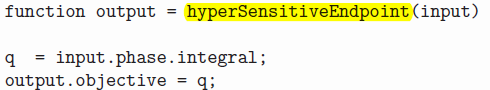 function output = hyperSensitiveEndpoint(input)
q = input.phase.integral;
output.objective = q;